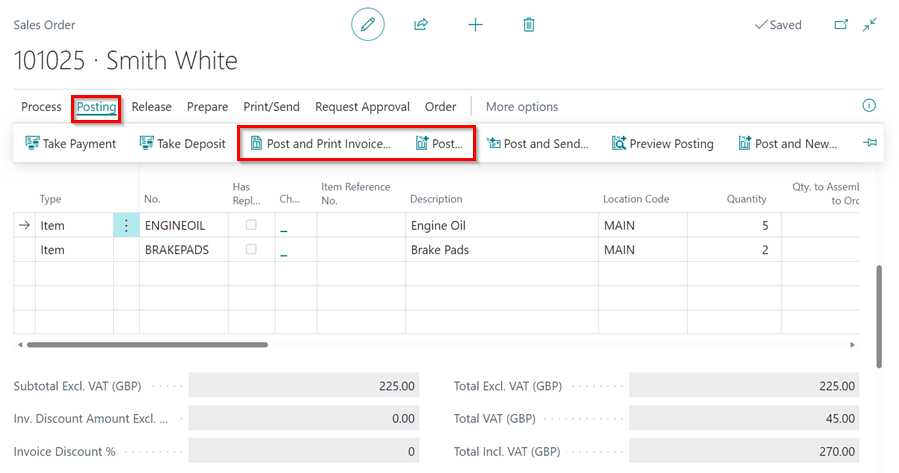 Sales Order
Saved
101025 · Smith White
Process Posting Release Prepare Print/Send Request Approval Order More options
Take Payment Take Deposit Post and Print Invoice... Post... Post and Send... Preview Posting Post and New...
Type No. Has Repl... Ch... Item Reference No. Description Location Code Quantity Qty. to Assemb to Orc
Item ENGINEOIL Engine Oil MAIN 5
Item BRAKEPADS Brake Pads MAIN 2
Subtotal Excl. VAT (GBP) 225.00 Total Excl. VAT (GBP) 225.00
Inv. Discount Amount Excl. ... 0.00 Total VAT (GBP) 45.00
Invoice Discount % 0 Total Incl. VAT (GBP) 270.00